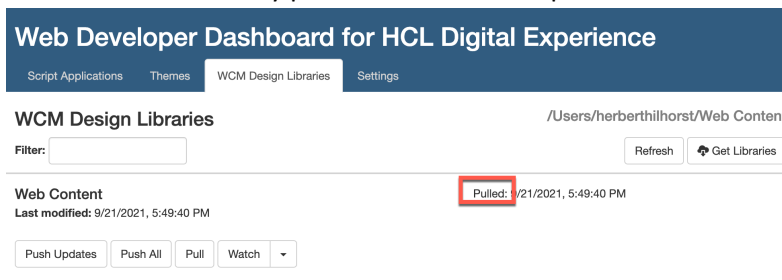 Web Developer Dashboard for HCL Digital Experience
Script Applications Themes WCM Design Libraries Settings
WCM Design Libraries /Users/herberthilhorst/Web Conten
Filter: Refresh Get Libraries
Web Content Pulled: 9/21/2021, 5:49:40 PM
Last modified: 9/21/2021, 5:49:40 PM
Push Updates Push All Pull Watch